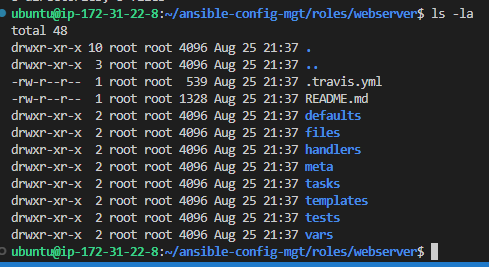 ubuntu@ip-172-31-22-8:~/ansible-config-mgt/roles/webserver$ ls -la
total 48
drwxr-xr-x 10 root root 4096 Aug 25 21:37 .
drwxr-xr-x  3 root root 4096 Aug 25 21:37 ..
-rw-r--r--  1 root root  539 Aug 25 21:37 .travis.yml
-rw-r--r--  1 root root 1328 Aug 25 21:37 README.md
drwxr-xr-x  2 root root 4096 Aug 25 21:37 defaults
drwxr-xr-x  2 root root 4096 Aug 25 21:37 files
drwxr-xr-x  2 root root 4096 Aug 25 21:37 handlers
drwxr-xr-x  2 root root 4096 Aug 25 21:37 meta
drwxr-xr-x  2 root root 4096 Aug 25 21:37 tasks
drwxr-xr-x  2 root root 4096 Aug 25 21:37 templates
drwxr-xr-x  2 root root 4096 Aug 25 21:37 tests
drwxr-xr-x  2 root root 4096 Aug 25 21:37 vars
ubuntu@ip-172-31-22-8:~/ansible-config-mgt/roles/webserver$